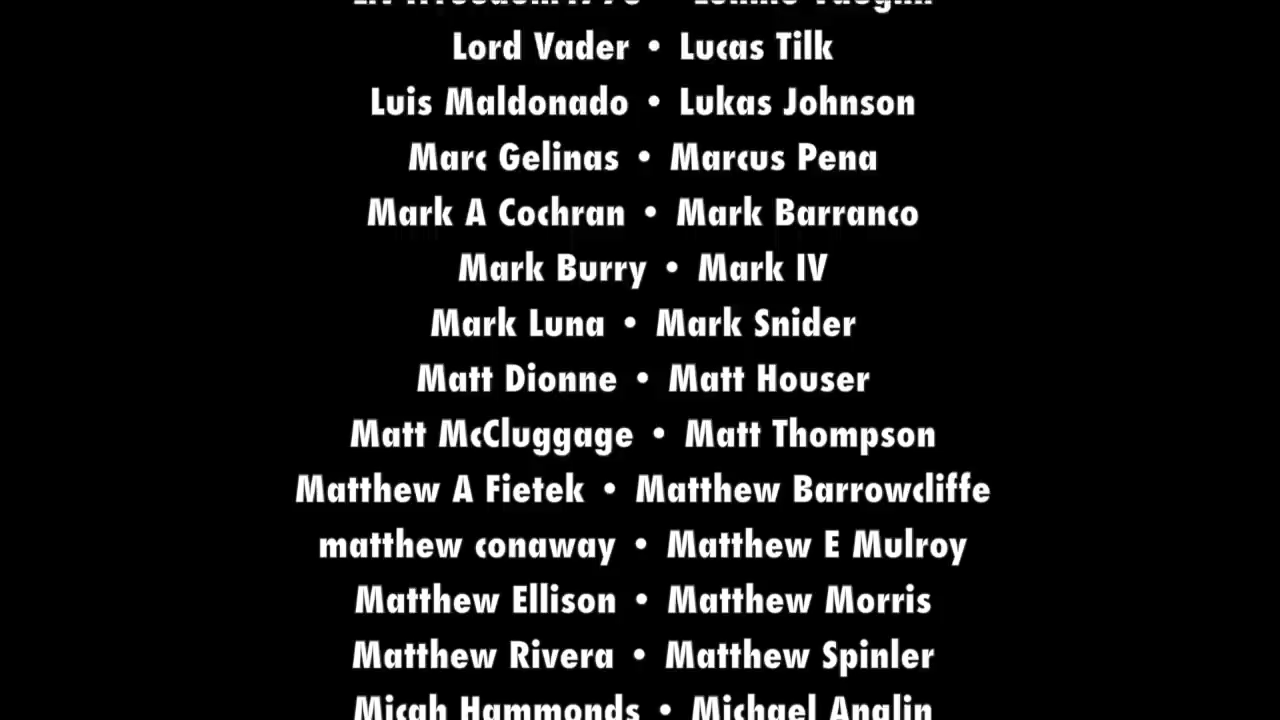 Lord Vader • Lucas Tilk
Luis Maldonado • Lukas Johnson
Marc Gelinas • Marcus Pena
Mark A Cochran • Mark Barranco
Mark Burry • Mark IV
Mark Luna • Mark Snider
Matt Dionne • Matt Houser
Matt McCluggage • Matt Thompson
Matthew A Fietek • Matthew Barrowcliffe
matthew conaway • Matthew E Mulroy
Matthew Ellison • Matthew Morris
Matthew Rivera • Matthew Spinler
Micah Hammonds • Michael Anglin